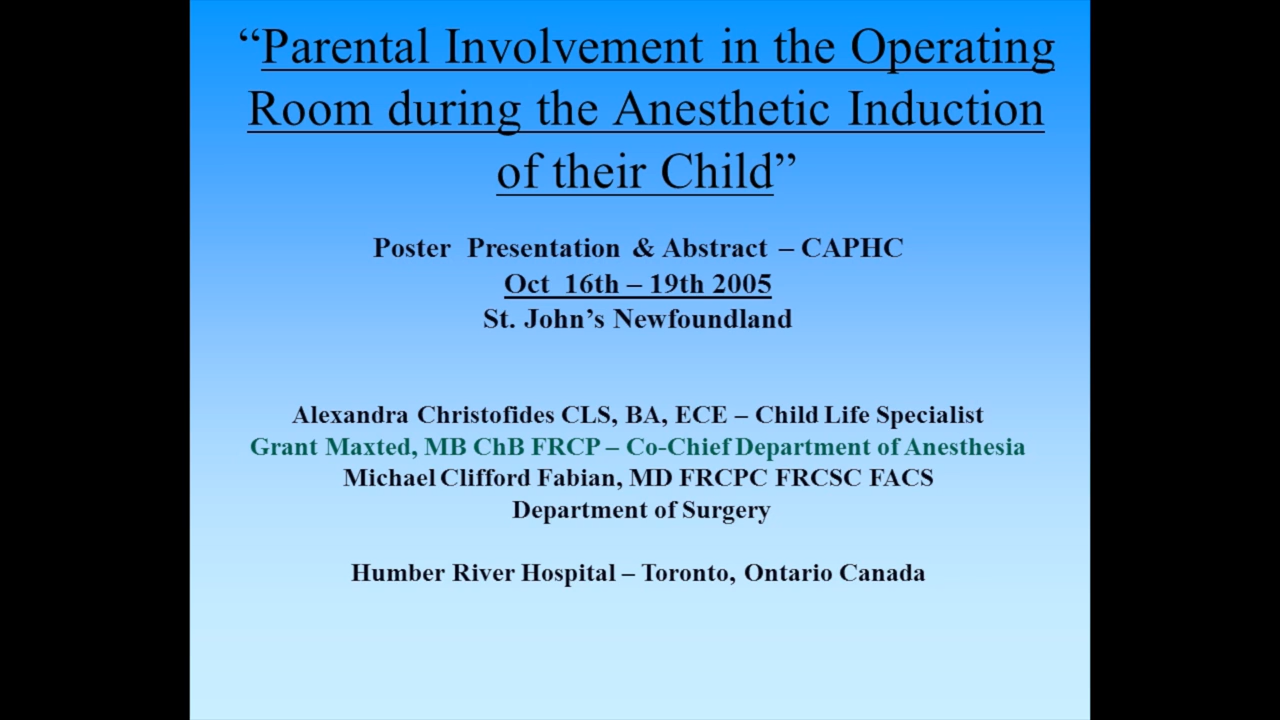 “Parental Involvement in the Operating
Room during the Anesthetic Induction
of their Child”
Poster Presentation & Abstract – CAPHC
Oct 16th – 19th 2005
St. John’s Newfoundland
Alexandra Christofides CLS, BA, ECE – Child Life Specialist
Grant Maxted, MB ChB FRCP – Co-Chief Department of Anesthesia
Michael Clifford Fabian, MD FRCPC FRCSC FACS
Department of Surgery
Humber River Hospital – Toronto, Ontario Canada